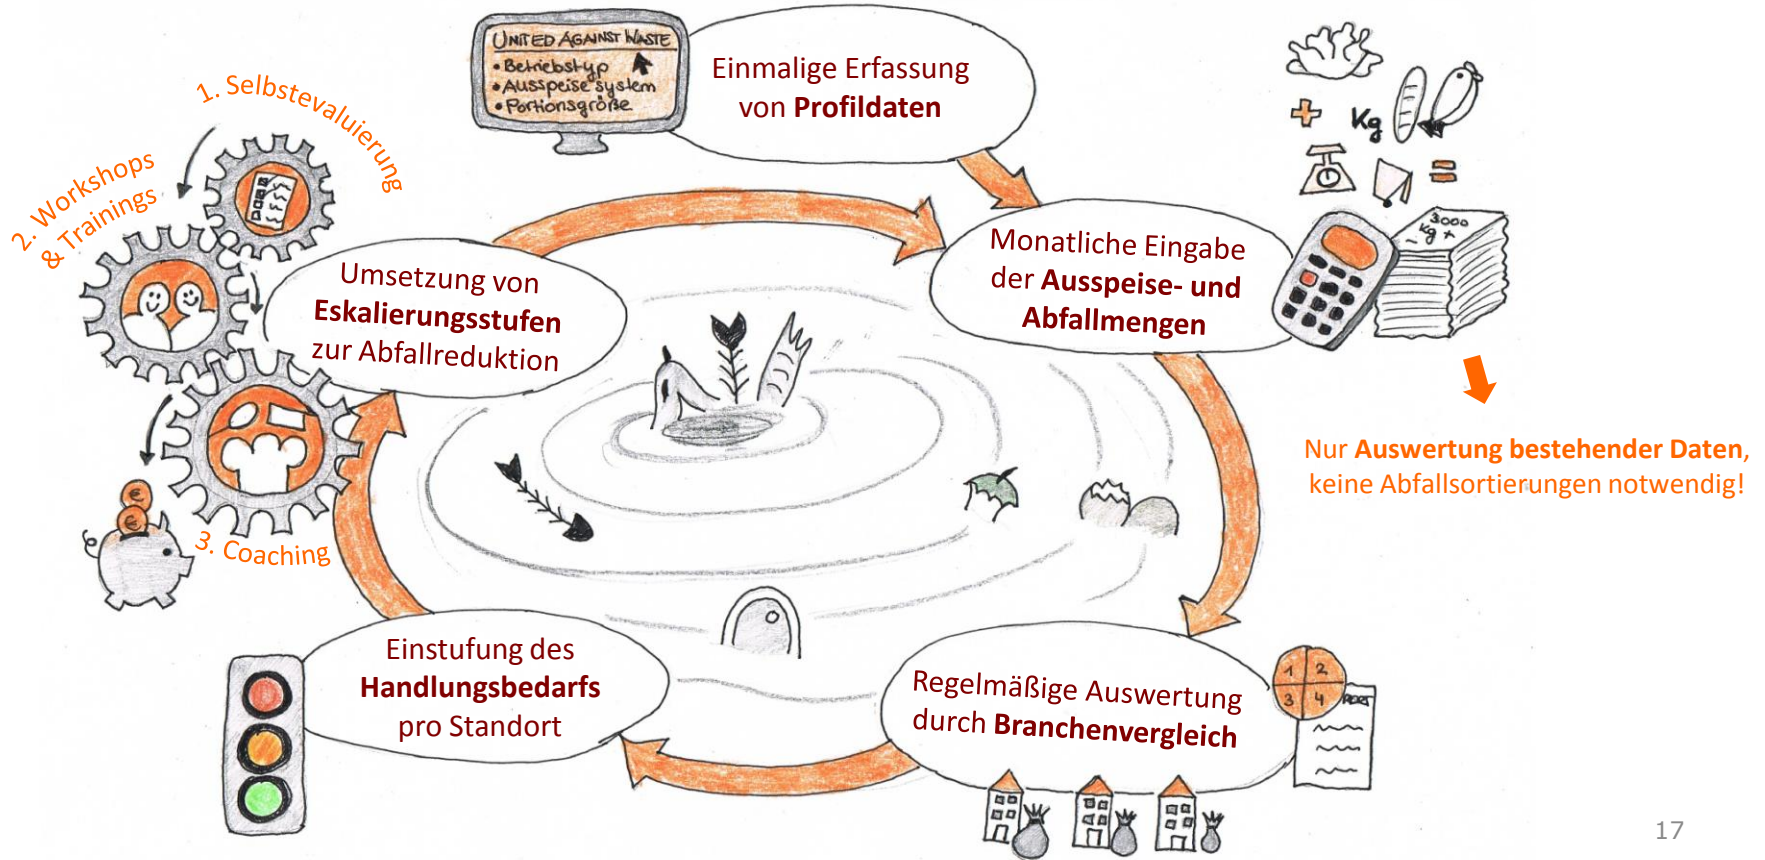 UNITED AGAINST WASTE
• Betriebstyp
• Ausspeisesystem
• Portionsgröße
Einmalige Erfassung
von Profildaten
Kg
3000
Kg +
Monatliche Eingabe
der Ausspeise- und
Abfallmengen
Nur Auswertung bestehender Daten,
keine Abfallsortierungen notwendig!
Regelmäßige Auswertung
durch Branchenvergleich
1 2
3 4
Einstufung des
Handlungsbedarfs
pro Standort
Umsetzung von
Eskalierungsstufen
zur Abfallreduktion
1. Selbstevaluierung
2. Workshops
& Trainings
3. Coaching
€
€
17